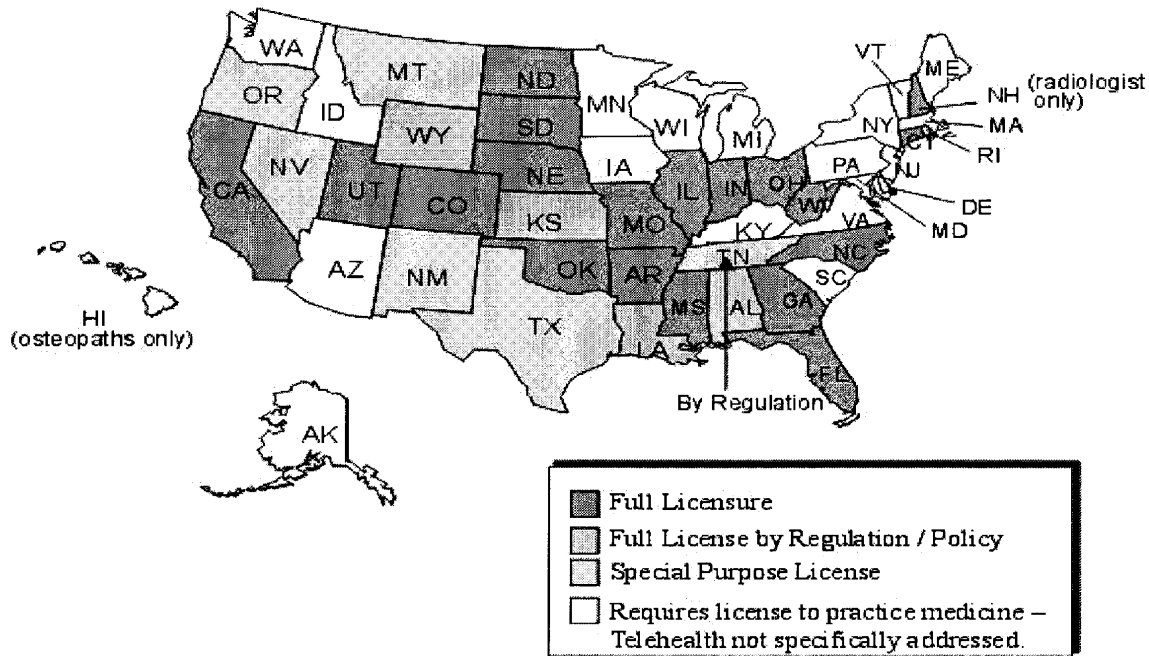 WA
MT
ND
MN
VT
ME
OR
ID
SD
WI
MI
NY
NH (radiologist
only)
MA
WY
IA
PA
CT
RI
NJ
NV
NE
IL
IN
OH
DE
CA
UT
CO
KS
MO
WV
VA
MD
KY
NC
AZ
NM
OK
AR
TN
SC
TX
MS
AL
GA
LA
FL
HI
(osteopaths only)
By Regulation
AK
Full Licensure
Full License by Regulation / Policy
Special Purpose License
Requires license to practice medicine –
Telehealth not specifically addressed.